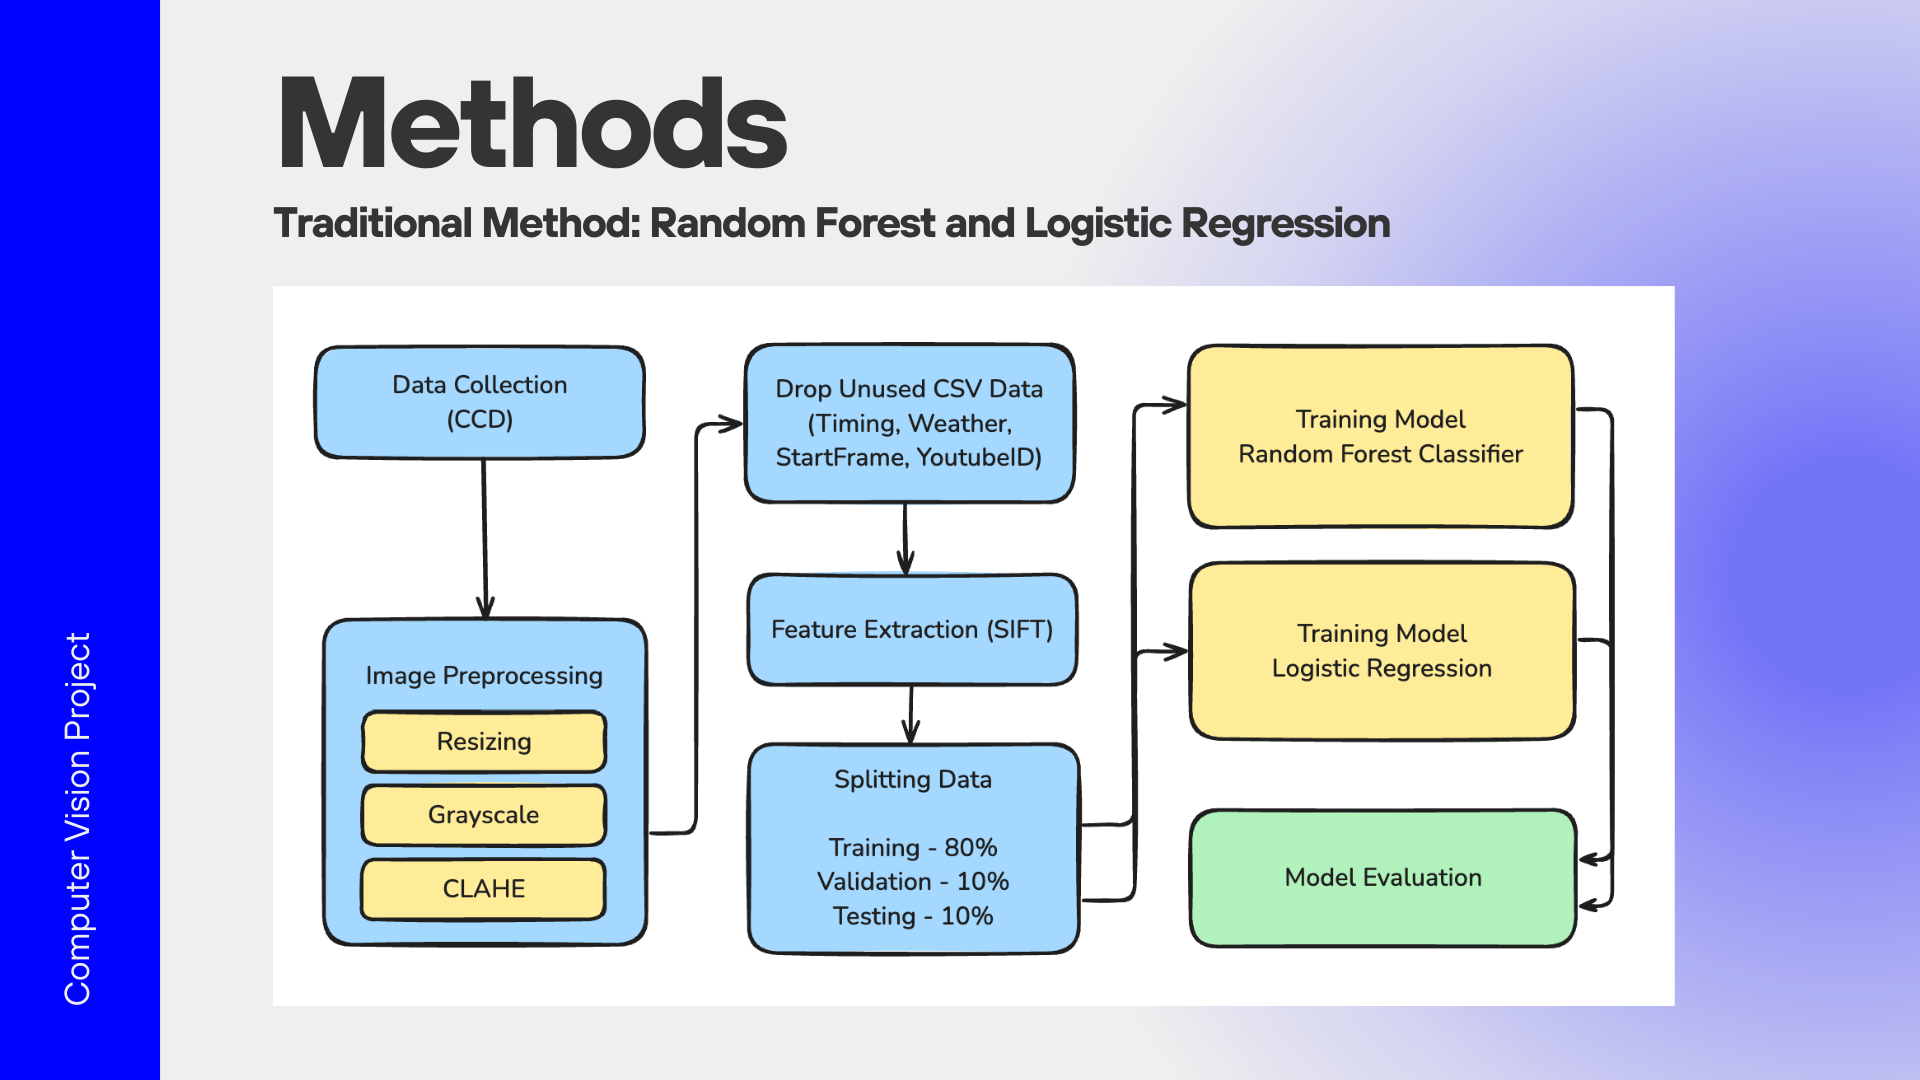 Methods
Traditional Method: Random Forest and Logistic Regression
Computer Vision Project
Data Collection
(CCD)
Image Preprocessing
Resizing
Grayscale
CLAHE
Drop Unused CSV Data
(Timing, Weather,
StartFrame, YoutubeID)
Feature Extraction (SIFT)
Splitting Data
Training - 80%
Validation - 10%
Testing - 10%
Training Model
Random Forest Classifier
Training Model
Logistic Regression
Model Evaluation